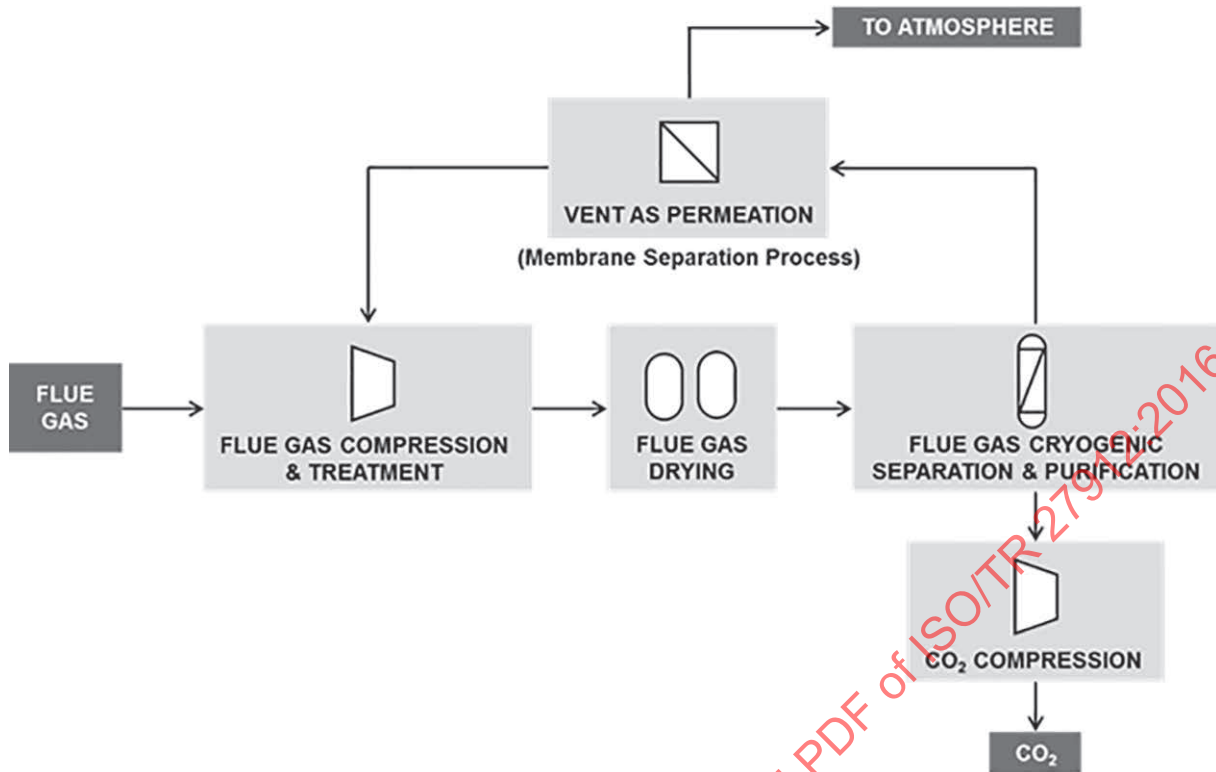 TO ATMOSPHERE
VENT AS PERMEATION
(Membrane Separation Process)
FLUE
GAS
FLUE GAS COMPRESSION
& TREATMENT
FLUE GAS
DRYING
FLUE GAS CRYOGENIC
SEPARATION & PURIFICATION
CO₂ COMPRESSION
CO₂
PDF of ISO/TR 27912:2016